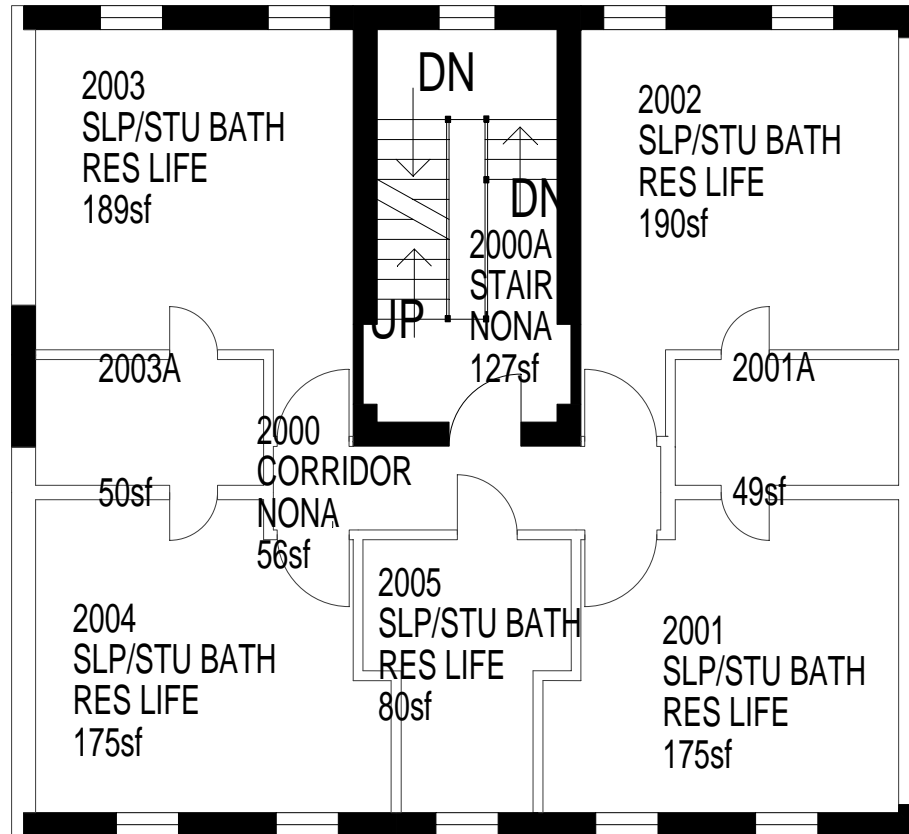 2003
SLP/STU BATH
RES LIFE
189sf
DN
DN
UP
2000A
STAIR
NONA
127sf
2002
SLP/STU BATH
RES LIFE
190sf
2003A
50sf
2000
CORRIDOR
NONA
56sf
2001A
49sf
2004
SLP/STU BATH
RES LIFE
175sf
2005
SLP/STU BATH
RES LIFE
80sf
2001
SLP/STU BATH
RES LIFE
175sf